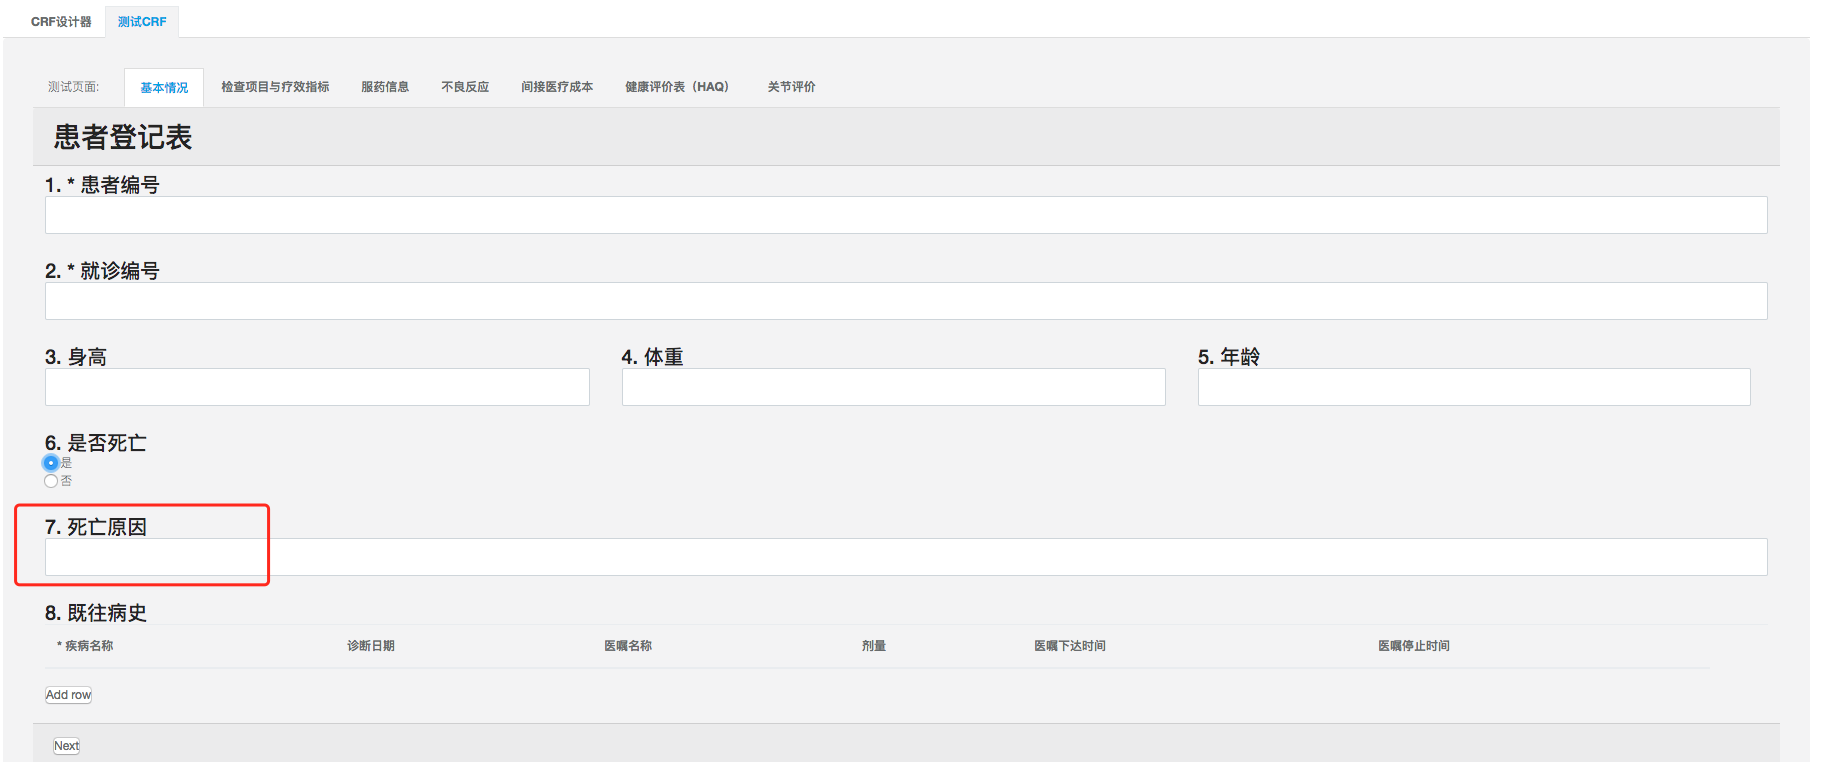 CRF设计器 测试CRF
测试页面: 基本情况 检查项目与疗效指标 服药信息 不良反应 间接医疗成本 健康评价表（HAQ） 关节评价
患者登记表
1. * 患者编号
2. * 就诊编号
3. 身高 4. 体重 5. 年龄
6. 是否死亡
是
否
7. 死亡原因
8. 既往病史
* 疾病名称 诊断日期 医嘱名称 剂量 医嘱下达时间 医嘱停止时间
Add row
Next